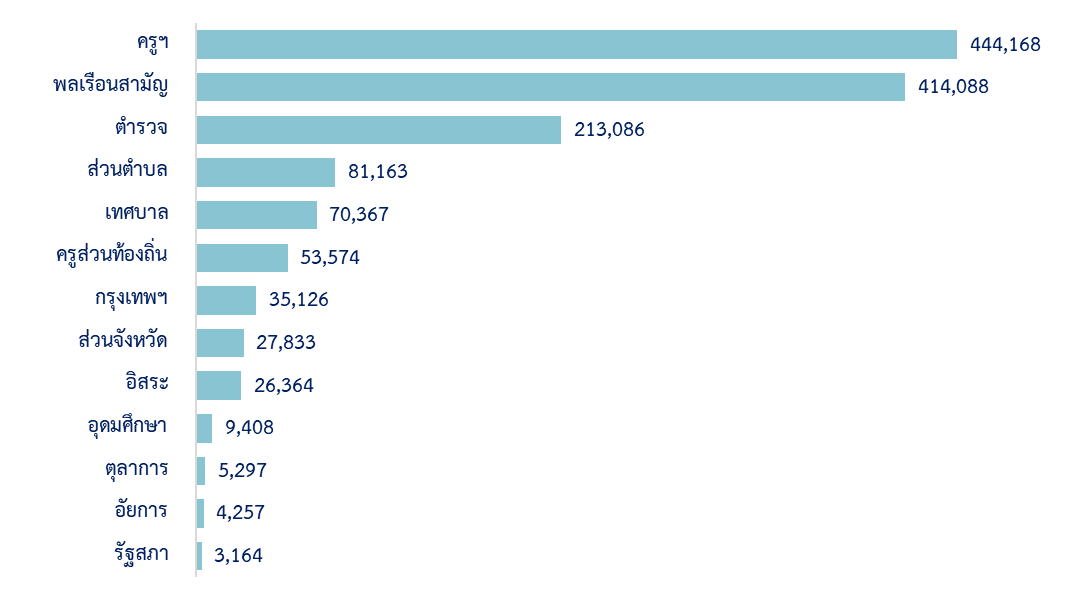 ครูฯ 444,168
พลเรือนสามัญ 414,088
ตำรวจ 213,086
ส่วนตำบล 81,163
เทศบาล 70,367
ครูส่วนท้องถิ่น 53,574
กรุงเทพฯ 35,126
ส่วนจังหวัด 27,833
อิสระ 26,364
อุดมศึกษา 9,408
ตุลาการ 5,297
อัยการ 4,257
รัฐสภา 3,164